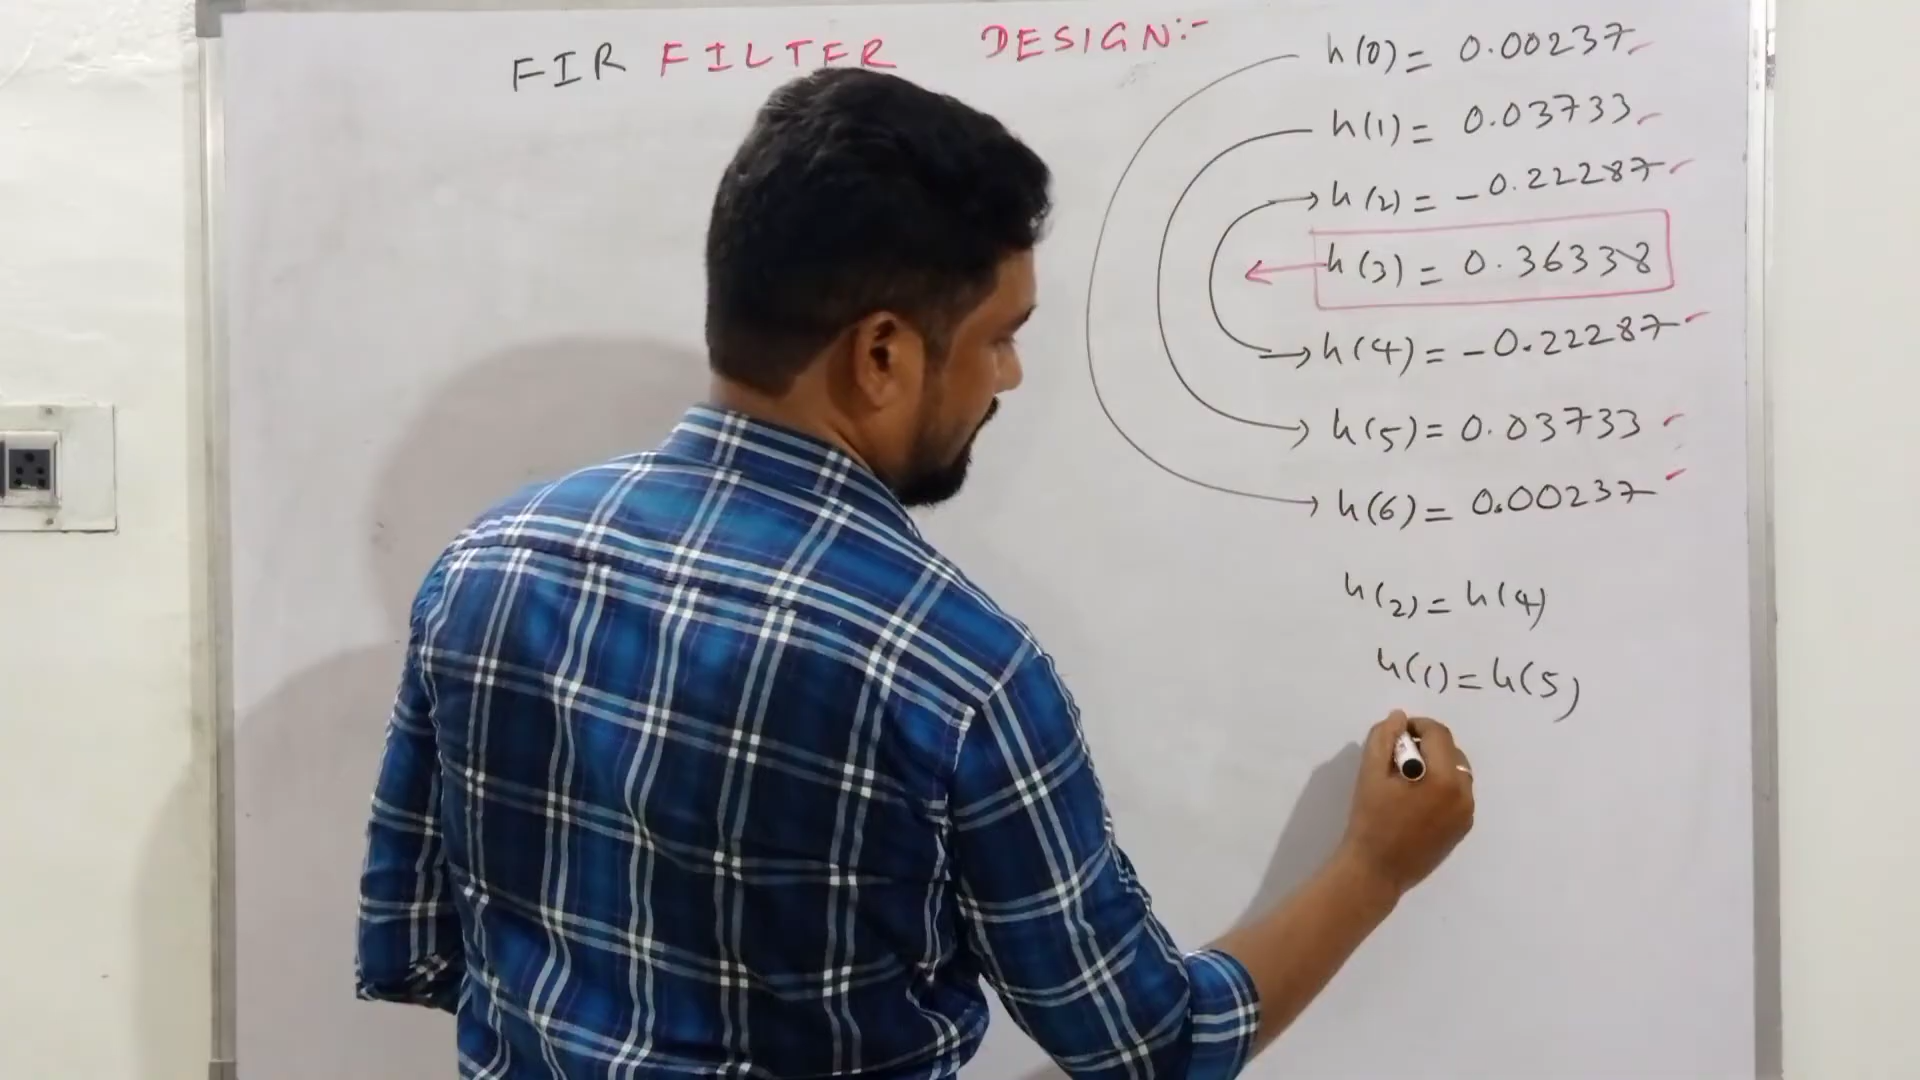 FIR FILTER DESIGN:-
h(0) = 0.00237
h(1) = 0.03733
h(2) = -0.22287
h(3) = 0.36338
h(4) = -0.22287
h(5) = 0.03733
h(6) = 0.00237
h(2) = h(4)
h(1) = h(5)